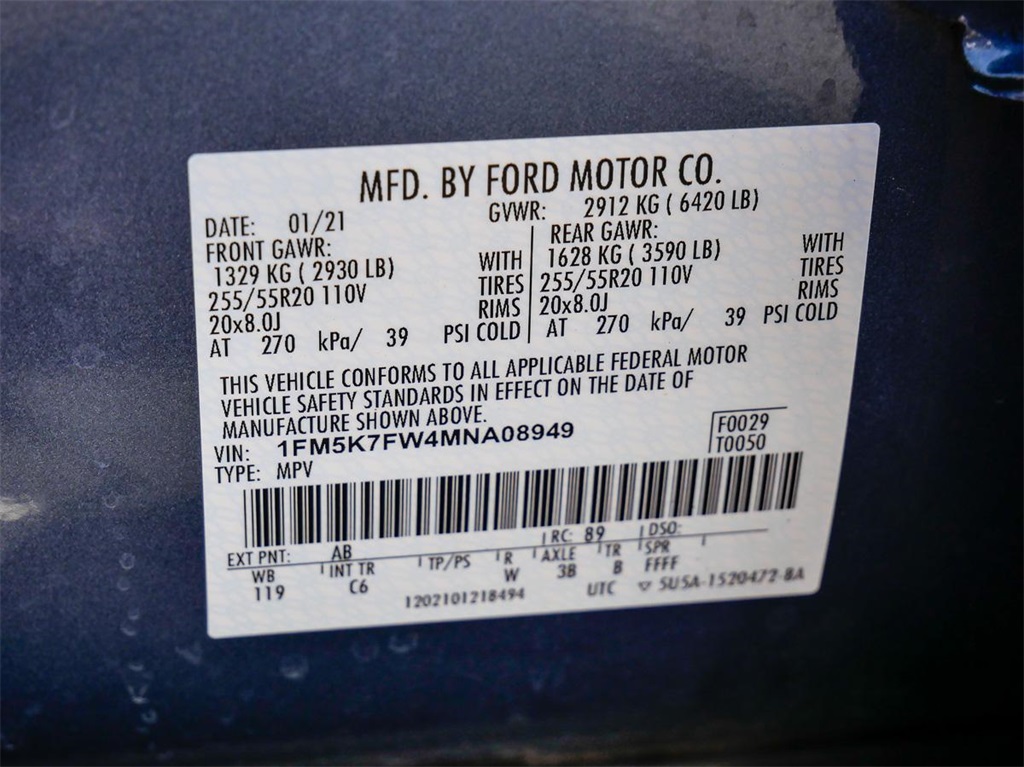 MFD. BY FORD MOTOR CO.
DATE: 01/21 GVWR: 2912 KG ( 6420 LB)
FRONT GAWR: REAR GAWR:
1329 KG ( 2930 LB) WITH 1628 KG ( 3590 LB) WITH
255/55R20 110V TIRES 255/55R20 110V TIRES
20x8.0J RIMS 20x8.0J RIMS
AT 270 kPa/ 39 PSI COLD AT 270 kPa/ 39 PSI COLD
THIS VEHICLE CONFORMS TO ALL APPLICABLE FEDERAL MOTOR
VEHICLE SAFETY STANDARDS IN EFFECT ON THE DATE OF
MANUFACTURE SHOWN ABOVE.
VIN: 1FM5K7FW4MNA08949 F0029
TYPE: MPV T0050
EXT PNT: AB RC: 89 DSO:
WB INT TR TP/PS R AXLE TR SPR
119 C6 W 3B B FFFF
1202101218494 UTC ▽ 5U5A-1520472-BA